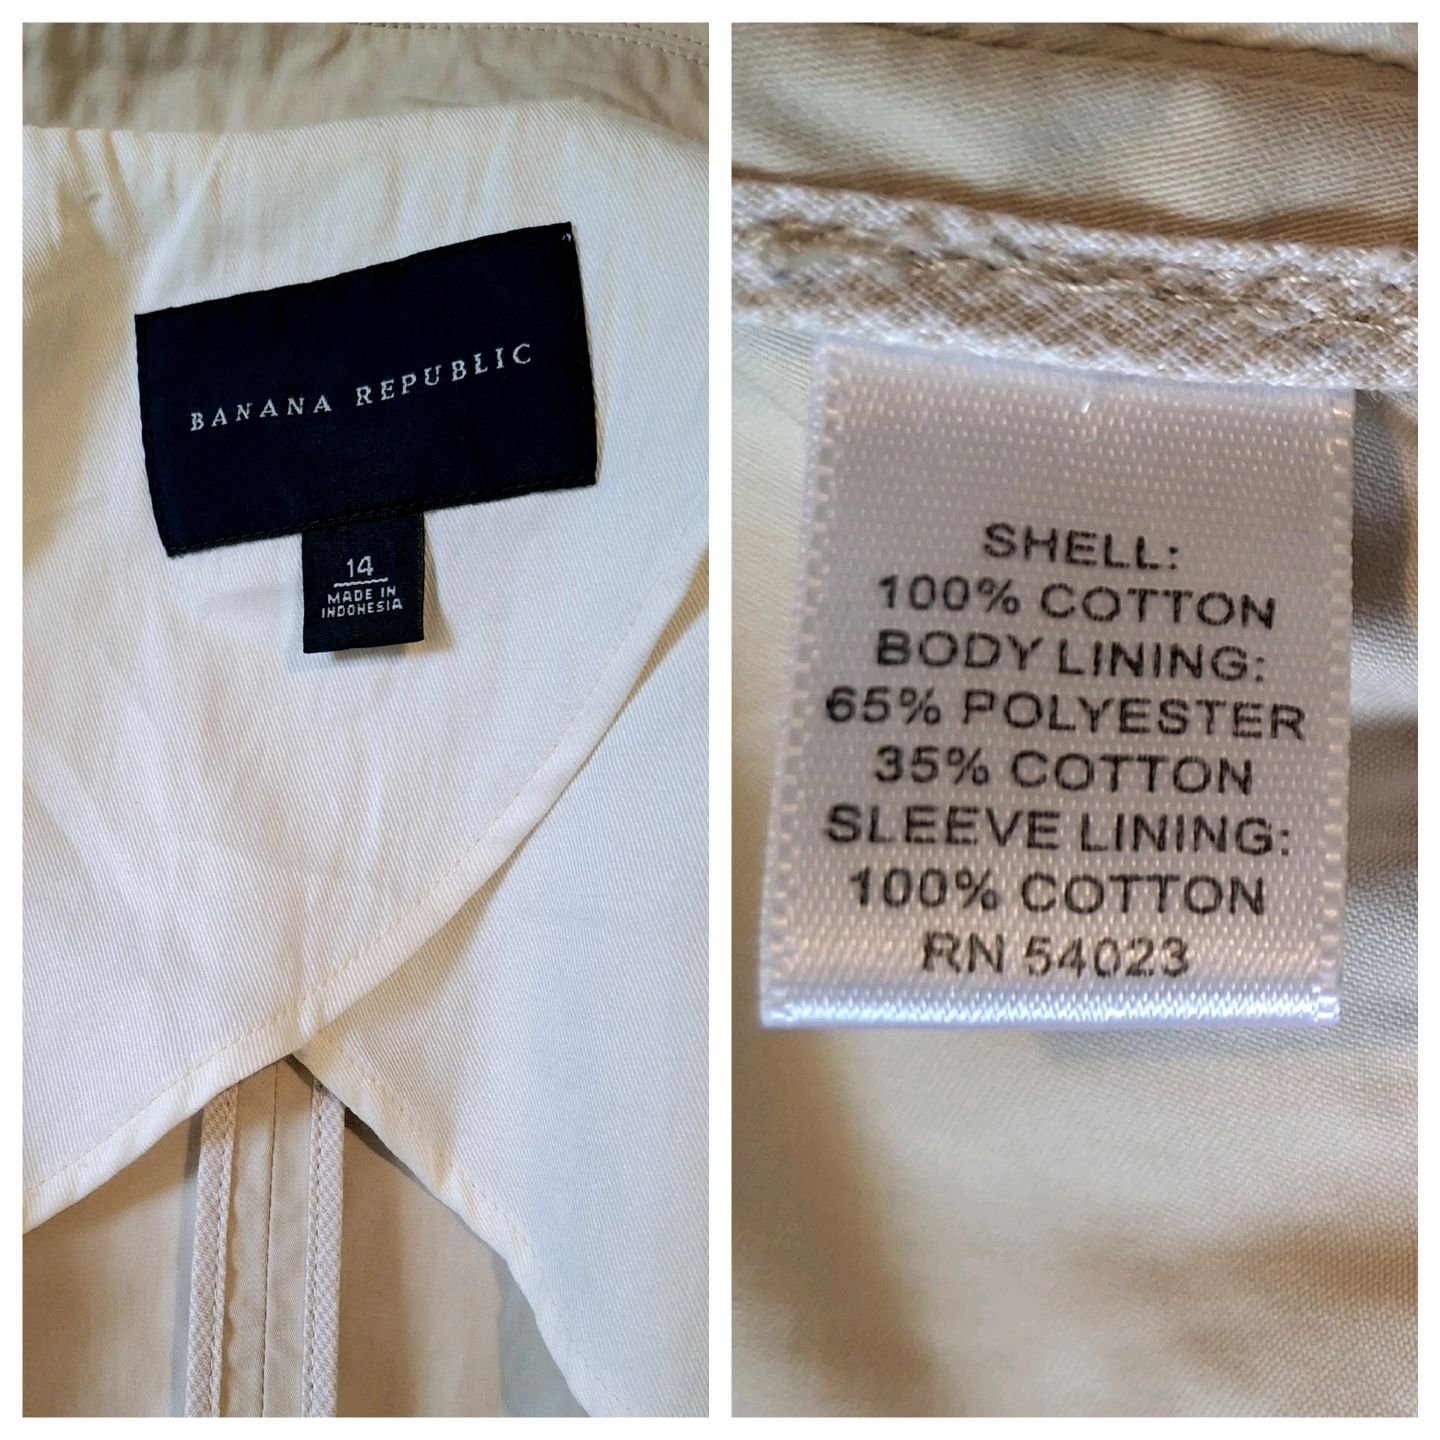 BANANA REPUBLIC
14
MADE IN
INDONESIA
SHELL:
100% COTTON
BODY LINING:
65% POLYESTER
35% COTTON
SLEEVE LINING:
100% COTTON
RN 54023